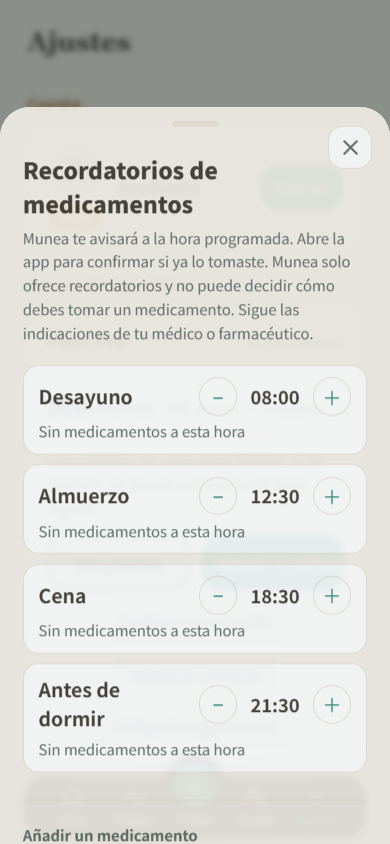 Ajustes
Cuenta
Recordatorios de
medicamentos
Munea te avisará a la hora programada. Abre la
app para confirmar si ya lo tomaste. Munea solo
ofrece recordatorios y no puede decidir cómo
debes tomar un medicamento. Sigue las
indicaciones de tu médico o farmacéutico.
Desayuno - 08:00 +
Sin medicamentos a esta hora
Almuerzo - 12:30 +
Sin medicamentos a esta hora
Cena - 18:30 +
Sin medicamentos a esta hora
Antes de
dormir - 21:30 +
Sin medicamentos a esta hora
Añadir un medicamento